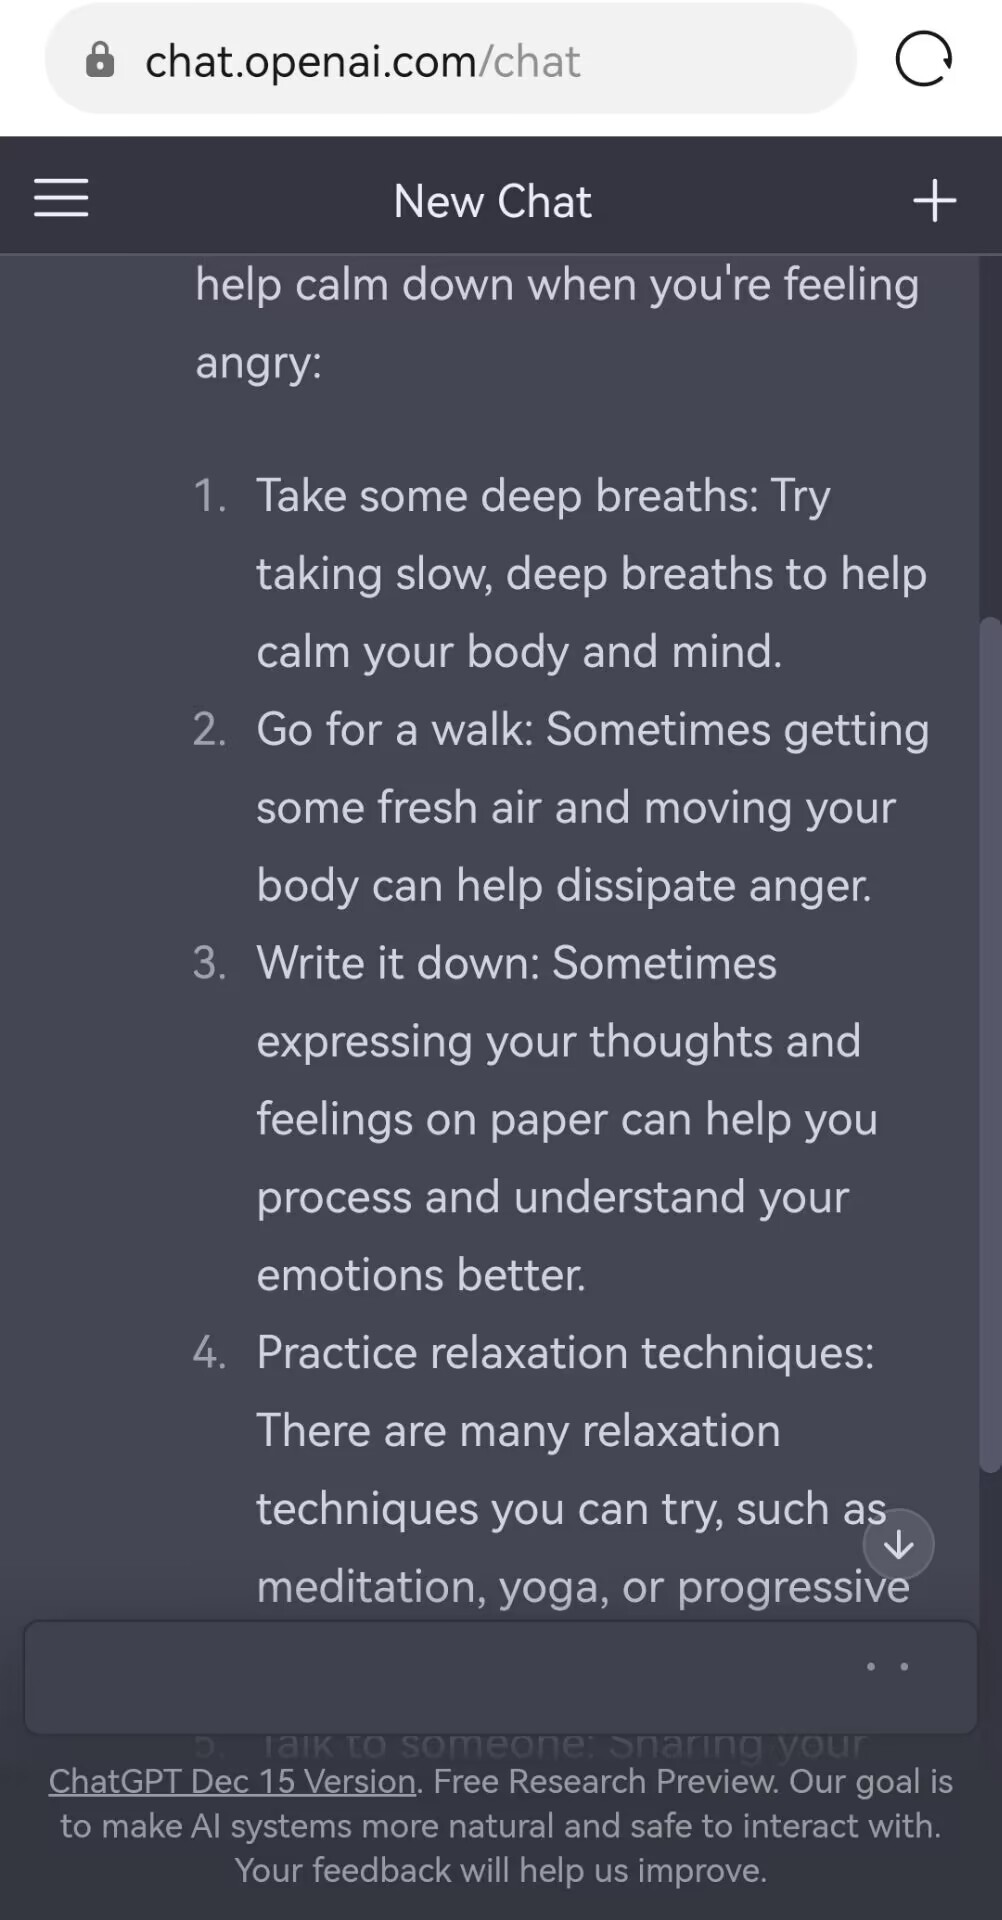 chat.openai.com/chat
New Chat
help calm down when you're feeling
angry:
1. Take some deep breaths: Try
taking slow, deep breaths to help
calm your body and mind.
2. Go for a walk: Sometimes getting
some fresh air and moving your
body can help dissipate anger.
3. Write it down: Sometimes
expressing your thoughts and
feelings on paper can help you
process and understand your
emotions better.
4. Practice relaxation techniques:
There are many relaxation
techniques you can try, such as
meditation, yoga, or progressive
5. Talk to someone: Sharing your
ChatGPT Dec 15 Version. Free Research Preview. Our goal is
to make AI systems more natural and safe to interact with.
Your feedback will help us improve.